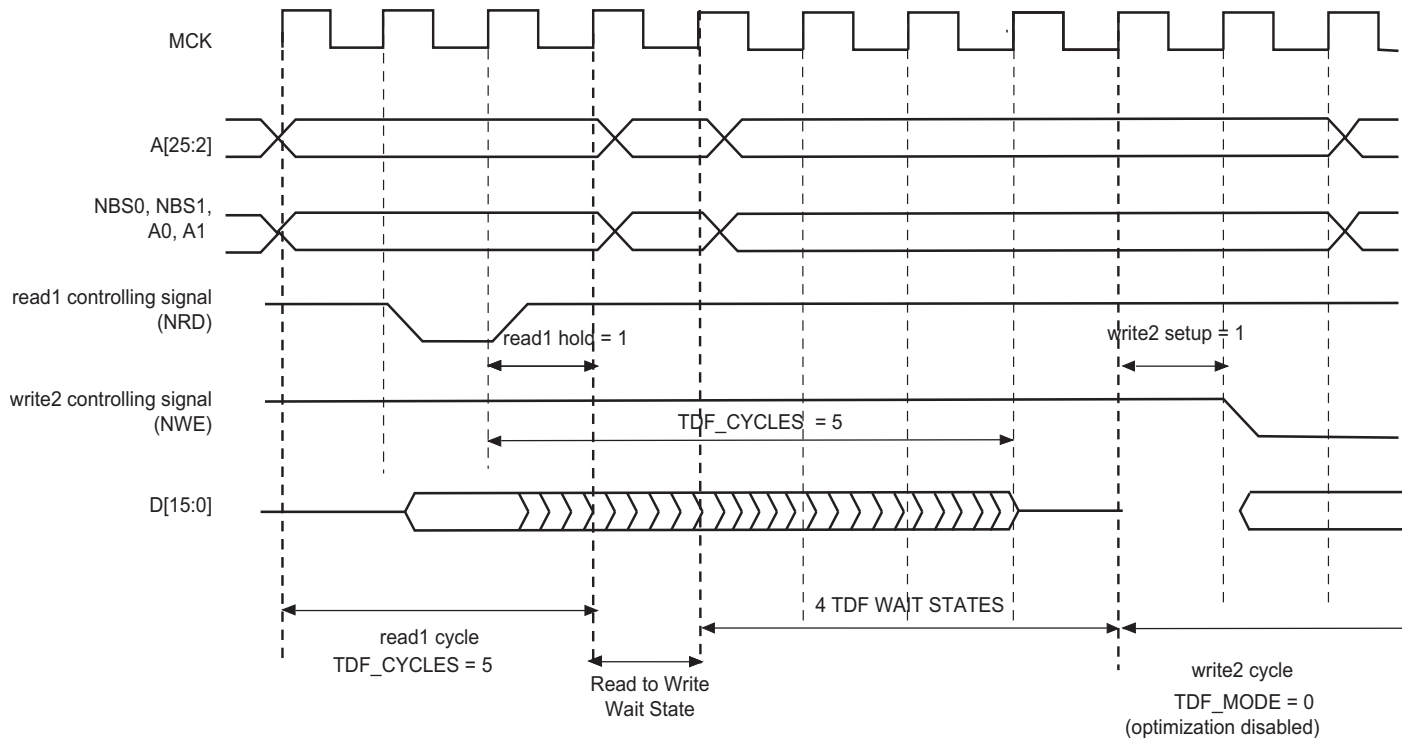 MCK
A[25:2]
NBS0, NBS1,
A0, A1
read1 controlling signal
(NRD)
read1 hold = 1
write2 setup = 1
write2 controlling signal
(NWE)
TDF_CYCLES = 5
D[15:0]
4 TDF WAIT STATES
read1 cycle
TDF_CYCLES = 5
Read to Write
Wait State
write2 cycle
TDF_MODE = 0
(optimization disabled)